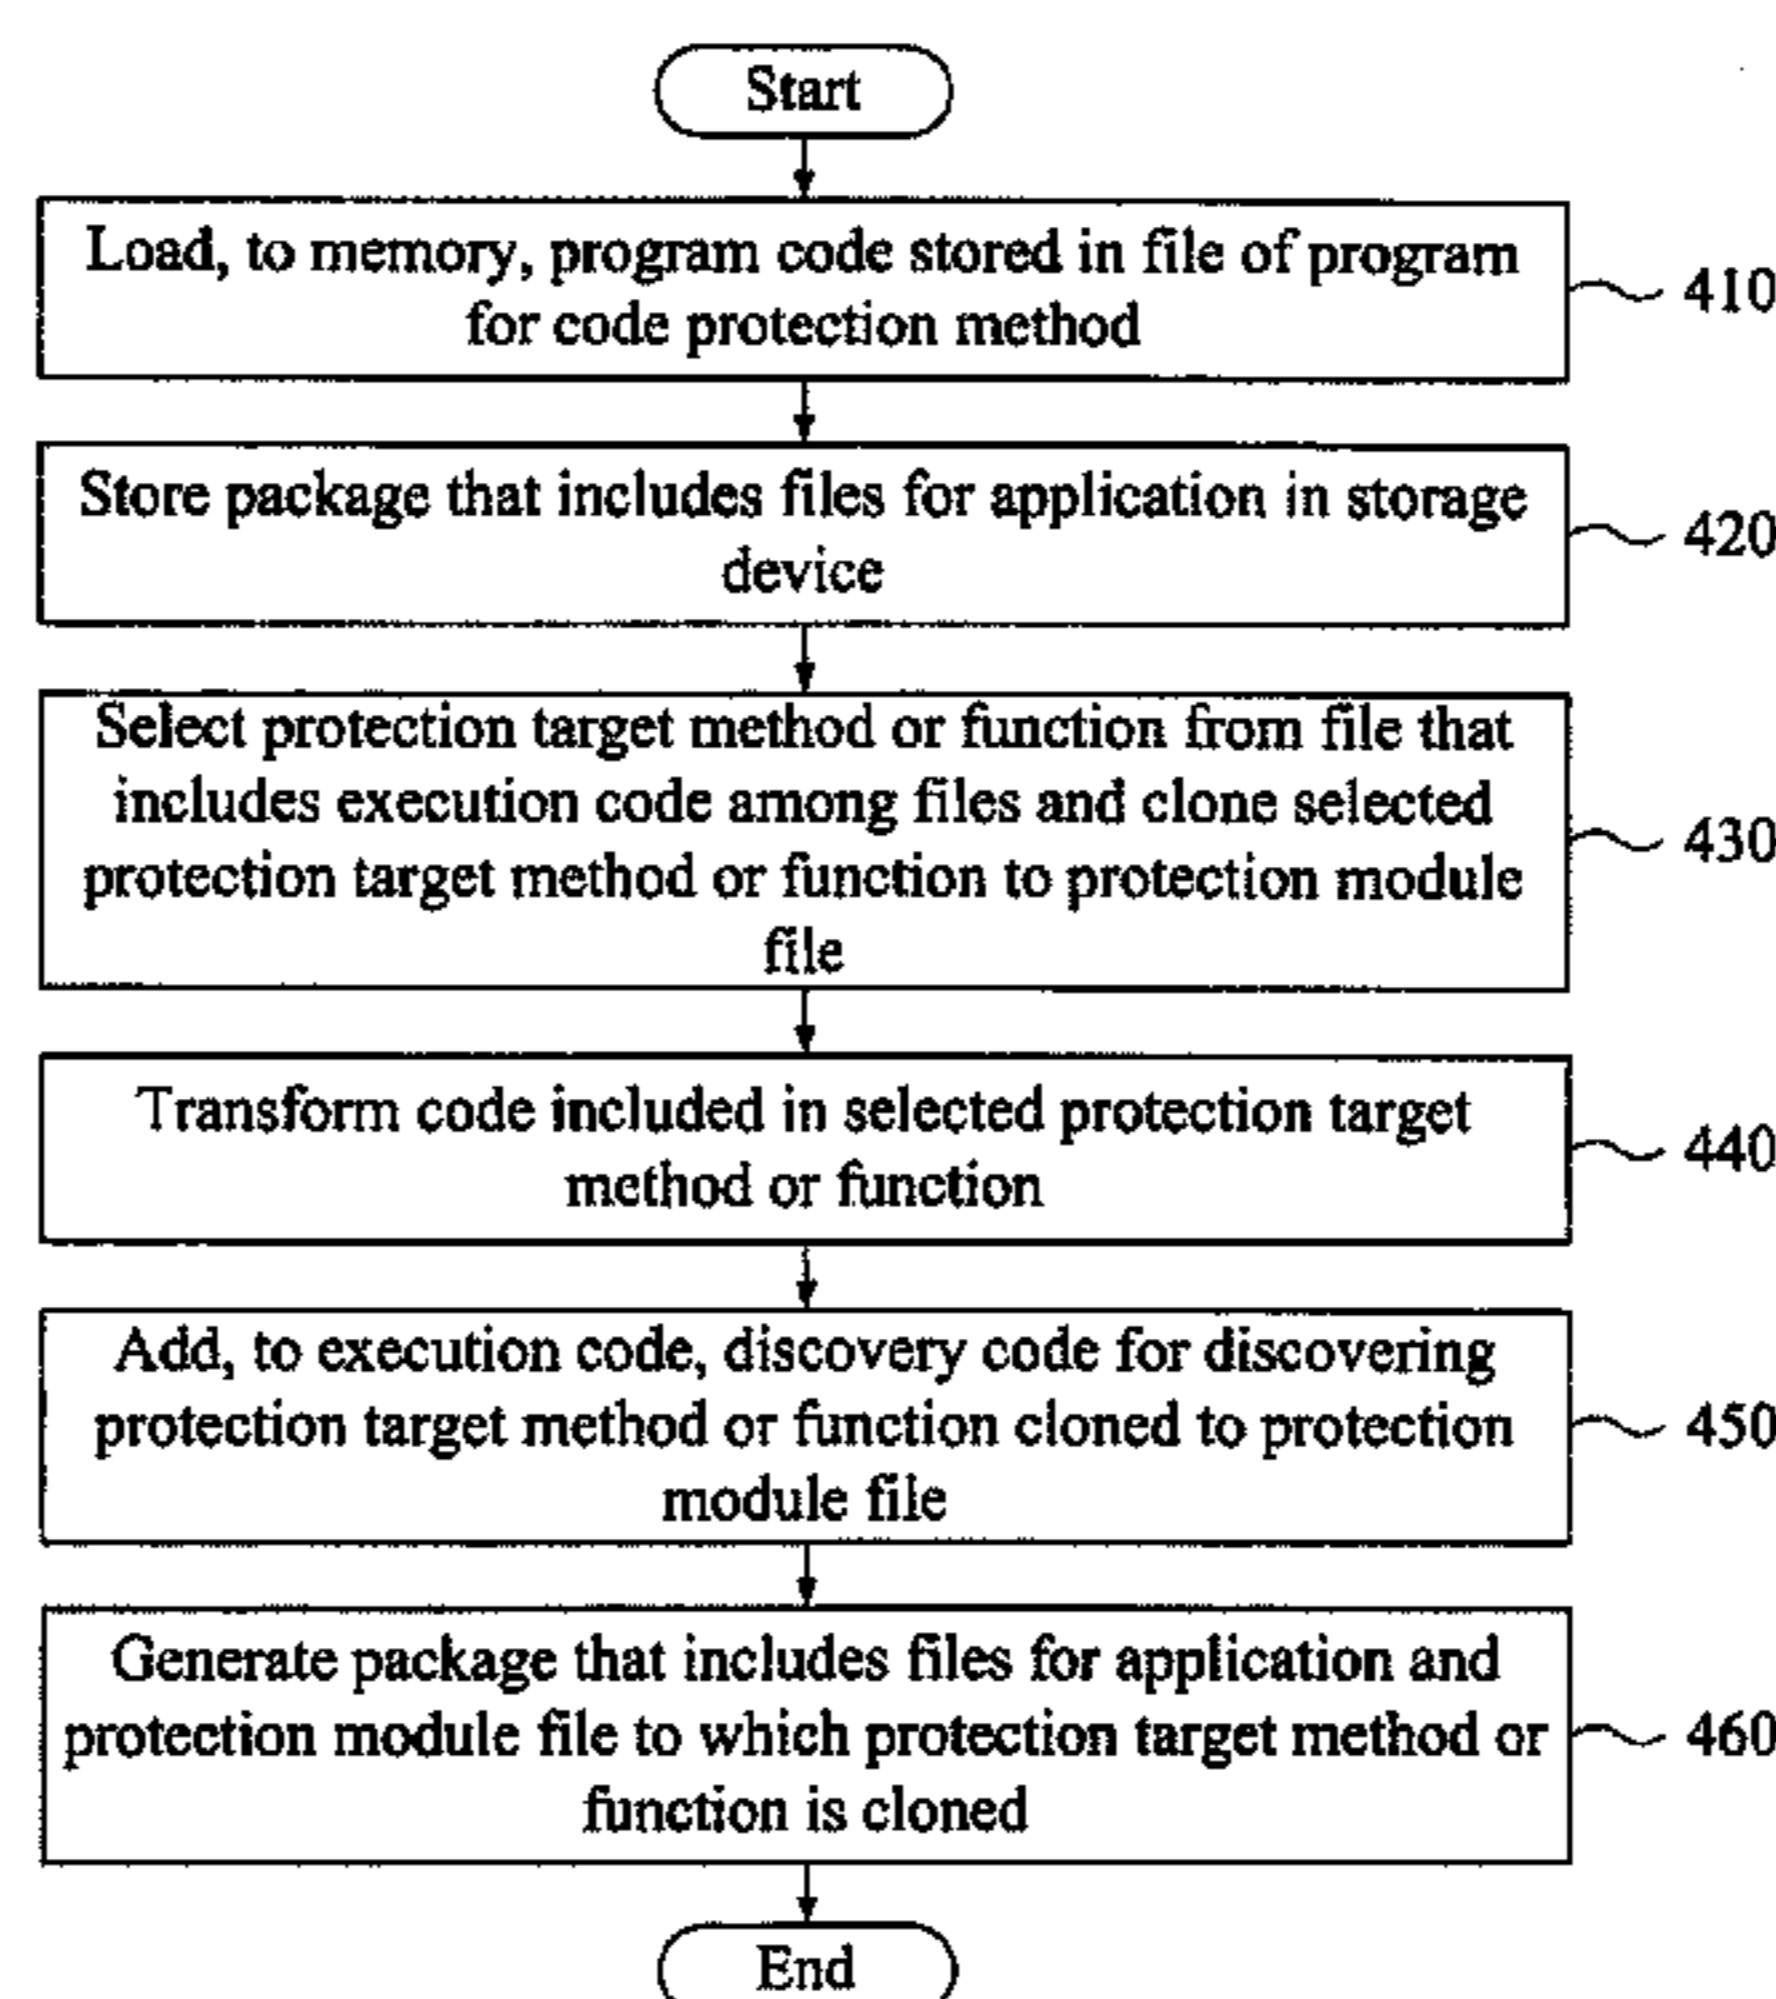 Start
Load, to memory, program code stored in file of program
for code protection method
410
Store package that includes files for application in storage
device
420
Select protection target method or function from file that
includes execution code among files and clone selected
protection target method or function to protection module
file
430
Transform code included in selected protection target
method or function
440
Add, to execution code, discovery code for discovering
protection target method or function cloned to protection
module file
450
Generate package that includes files for application and
protection module file to which protection target method or
function is cloned
460
End